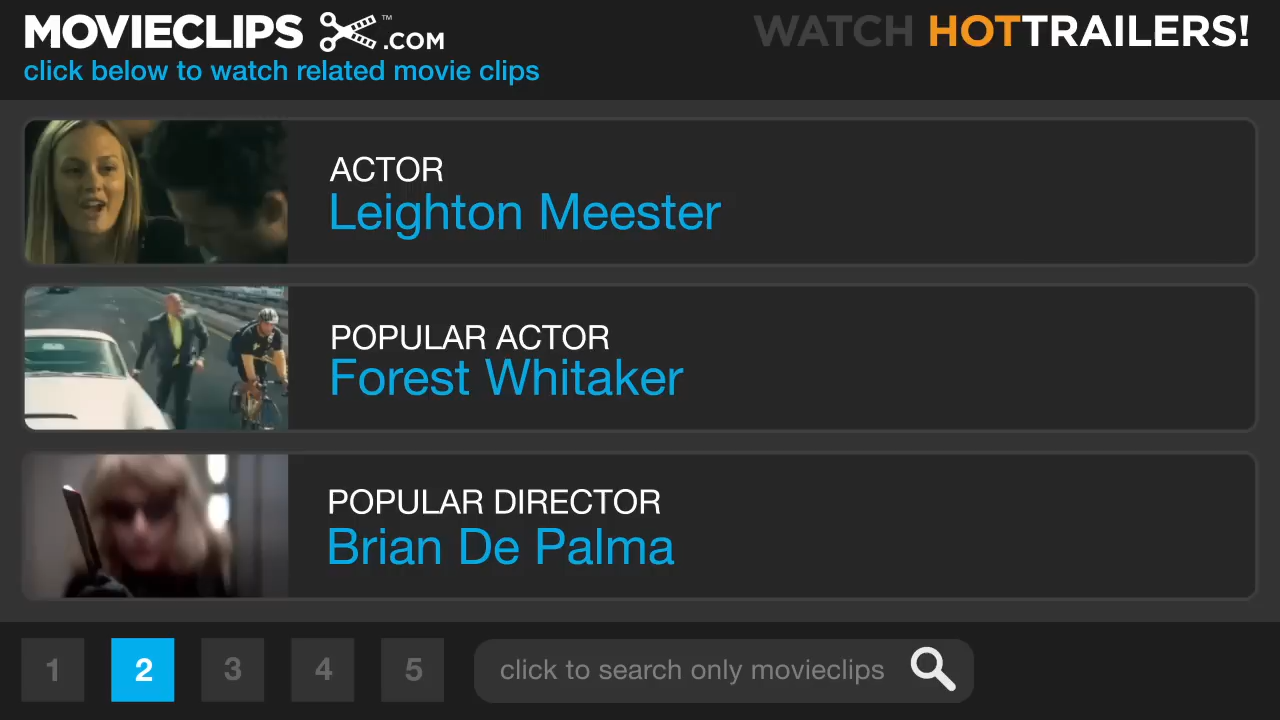 MOVIECLIPS ™ .COM
WATCH HOTTRAILERS!
click below to watch related movie clips
ACTOR
Leighton Meester
POPULAR ACTOR
Forest Whitaker
POPULAR DIRECTOR
Brian De Palma
1 2 3 4 5 click to search only movieclips